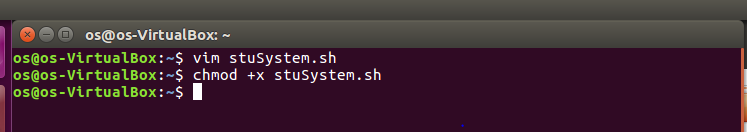 os@os-VirtualBox: ~
os@os-VirtualBox:~$ vim stuSystem.sh
os@os-VirtualBox:~$ chmod +x stuSystem.sh
os@os-VirtualBox:~$